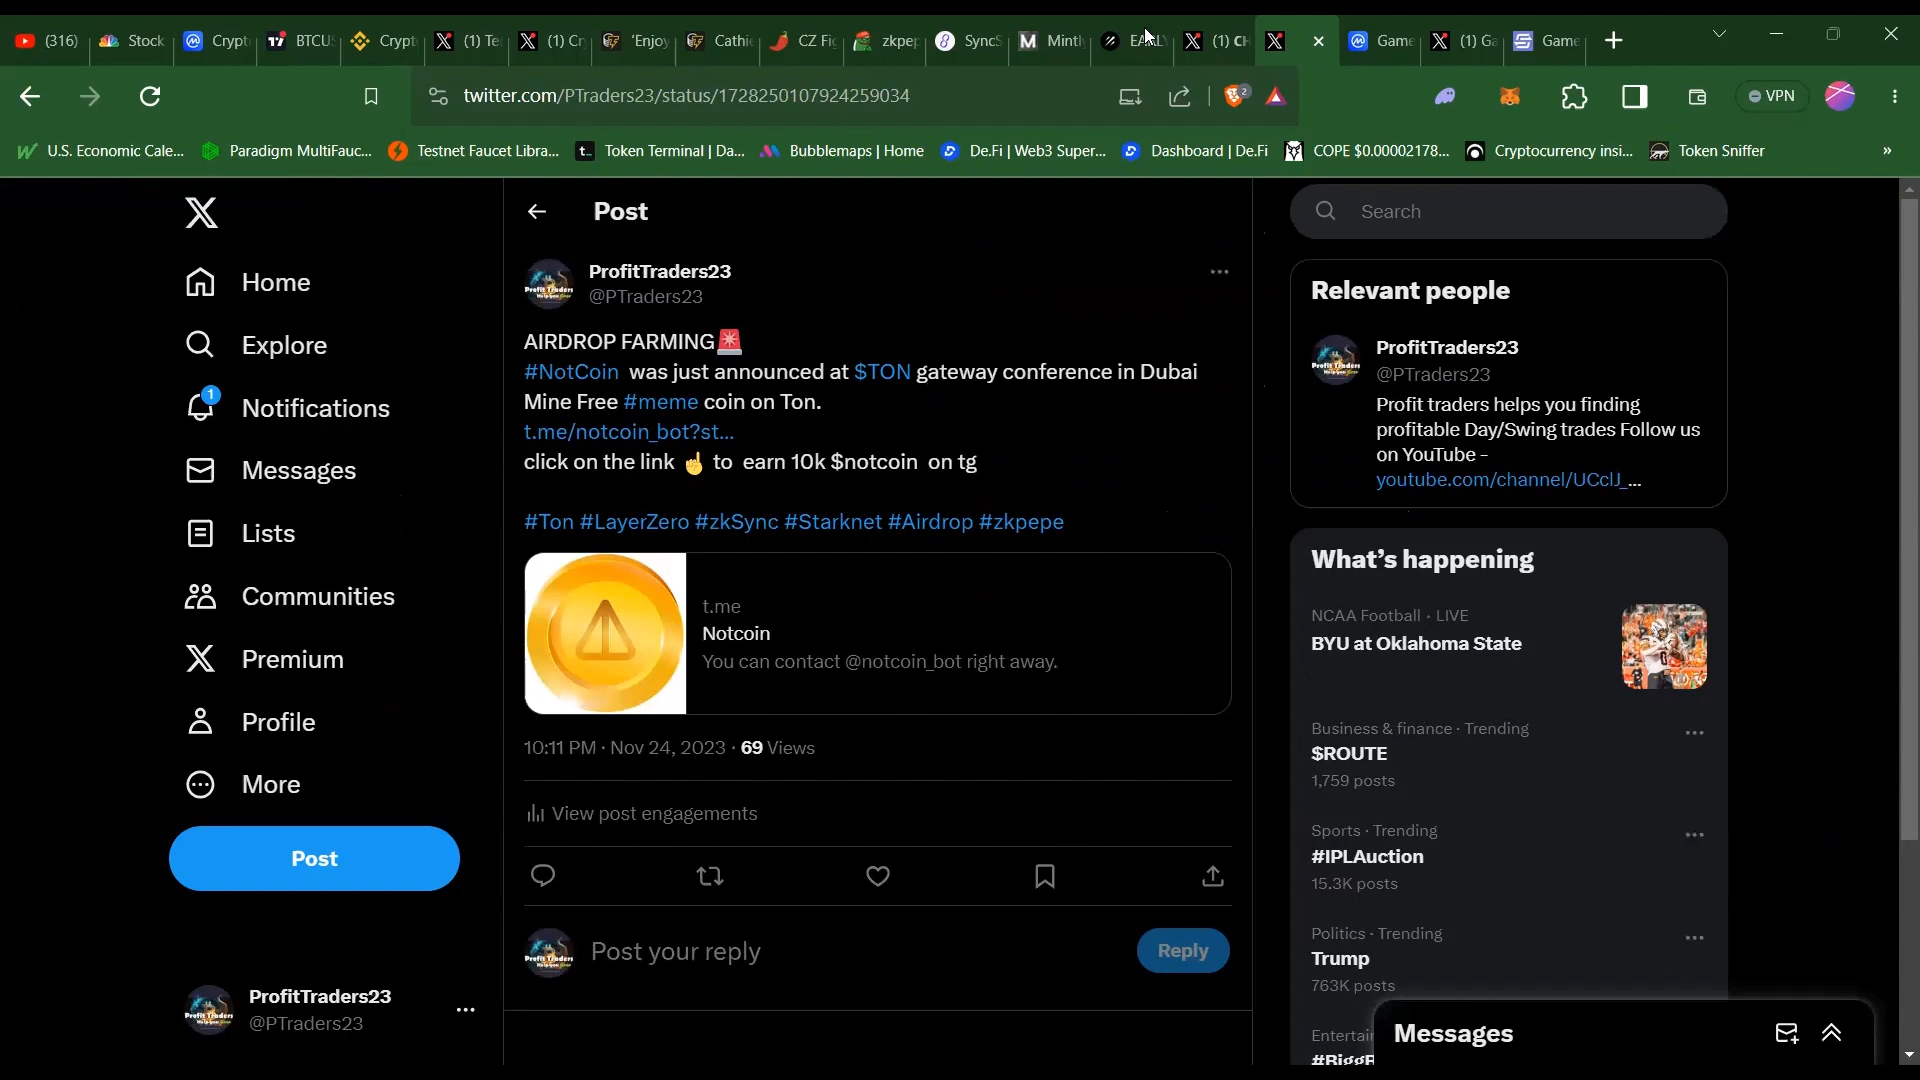 (316)
Stock
Crypt
BTCUS
Crypt
(1) Te
(1) Cr
'Enjoy
Cathi
CZ Fi
zkpep
SyncS
Mintl
(1) CH
Game
(1) Ga
Game
twitter.com/PTraders23/status/1728250107924259034
2
VPN
U.S. Economic Cale...
Paradigm MultiFauc...
Testnet Faucet Libra...
Token Terminal | Da...
Bubblemaps | Home
De.Fi | Web3 Super...
Dashboard | De.Fi
COPE $0.00002178...
Cryptocurrency insi...
Token Sniffer
»
Home
Explore
1
Notifications
Messages
Lists
Communities
Premium
Profile
More
Post
ProfitTraders23
@PTraders23
Post
ProfitTraders23
@PTraders23
AIRDROP FARMING🚨
#NotCoin was just announced at $TON gateway conference in Dubai
Mine Free #meme coin on Ton.
t.me/notcoin_bot?st...
click on the link ☝️ to earn 10k $notcoin on tg
#Ton #LayerZero #zkSync #Starknet #Airdrop #zkpepe
t.me
Notcoin
You can contact @notcoin_bot right away.
10:11 PM · Nov 24, 2023 · 69 Views
View post engagements
Post your reply
Reply
Search
Relevant people
ProfitTraders23
@PTraders23
Profit traders helps you finding
profitable Day/Swing trades Follow us
on YouTube -
youtube.com/channel/UCclJ_...
What's happening
NCAA Football · LIVE
BYU at Oklahoma State
Business & finance · Trending
$ROUTE
1,759 posts
Sports · Trending
#IPLAuction
15.3K posts
Politics · Trending
Trump
763K posts
Entertai
#BiggB
Messages